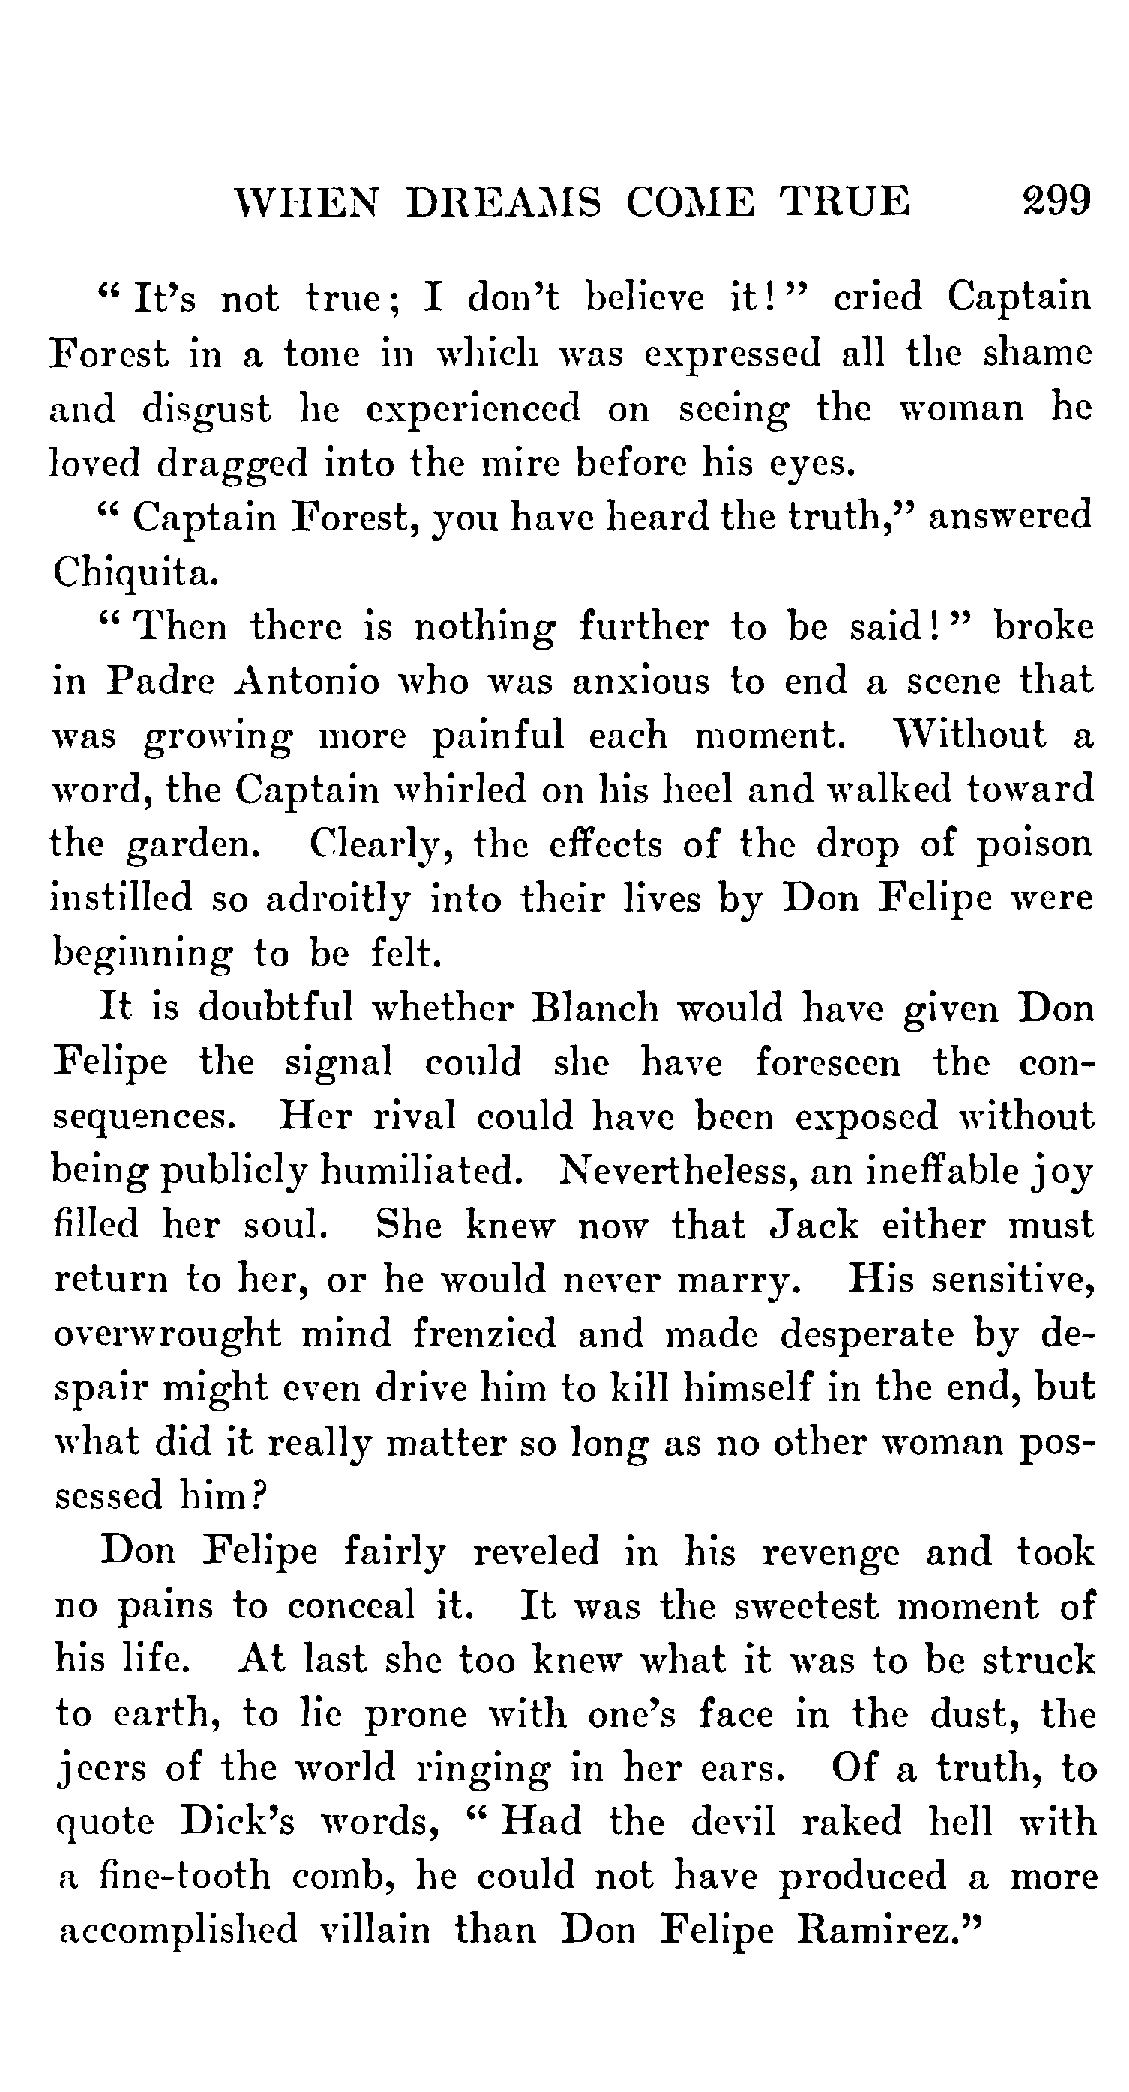 WHEN DREAMS COME TRUE 299
“ It's not true; I don't believe it! ” cried Captain
Forest in a tone in which was expressed all the shame
and disgust he experienced on seeing the woman he
loved dragged into the mire before his eyes.
“ Captain Forest, you have heard the truth,” answered
Chiquita.
“ Then there is nothing further to be said! ” broke
in Padre Antonio who was anxious to end a scene that
was growing more painful each moment. Without a
word, the Captain whirled on his heel and walked toward
the garden. Clearly, the effects of the drop of poison
instilled so adroitly into their lives by Don Felipe were
beginning to be felt.
It is doubtful whether Blanch would have given Don
Felipe the signal could she have foreseen the con-
sequences. Her rival could have been exposed without
being publicly humiliated. Nevertheless, an ineffable joy
filled her soul. She knew now that Jack either must
return to her, or he would never marry. His sensitive,
overwrought mind frenzied and made desperate by de-
spair might even drive him to kill himself in the end, but
what did it really matter so long as no other woman pos-
sessed him?
Don Felipe fairly reveled in his revenge and took
no pains to conceal it. It was the sweetest moment of
his life. At last she too knew what it was to be struck
to earth, to lie prone with one's face in the dust, the
jeers of the world ringing in her ears. Of a truth, to
quote Dick's words, “ Had the devil raked hell with
a fine-tooth comb, he could not have produced a more
accomplished villain than Don Felipe Ramirez.”